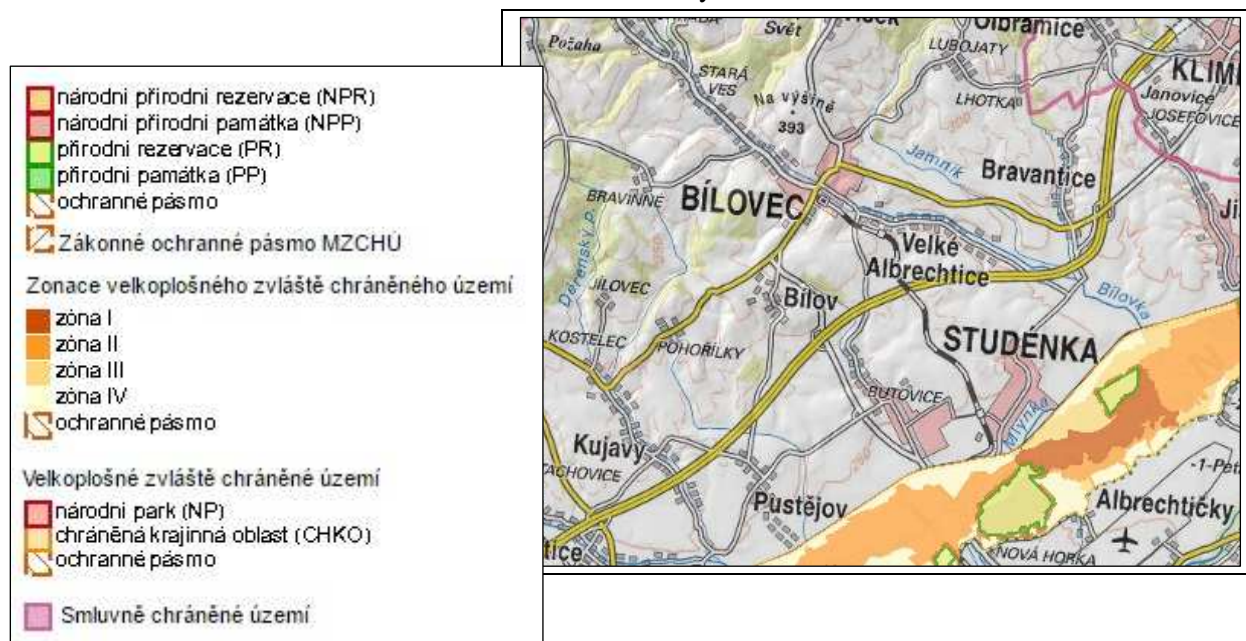 národní přírodní rezervace (NPR)
národní přírodní památka (NPP)
přírodní rezervace (PR)
přírodní památka (PP)
ochranné pásmo
Zákonné ochranné pásmo MZCHÚ
Zonace velkoplošného zvláště chráněného území
zóna I
zóna II
zóna III
zóna IV
ochranné pásmo
Velkoplošné zvláště chráněné území
národní park (NP)
chráněná krajinná oblast (CHKO)
ochranné pásmo
Smluvně chráněné území
Požaha
Svět
Olbramice
LUBOJATY
STARÁ
VES
Na výšině
393
LHOTKA
300
Janovice
JOSEFOVICE
Jamník
Bravantice
BRAVINNÉ
BÍLOVEC
Velké
Albrechtice
Děrenský p.
JÍLOVEC
Bílov
Bílovka
KOSTELEC
POHOŘÍLKY
STUDÉNKA
BUTOVICE
Mlýnka
Kujavy
Pustějov
Albrechtičky
NOVÁ HORKA